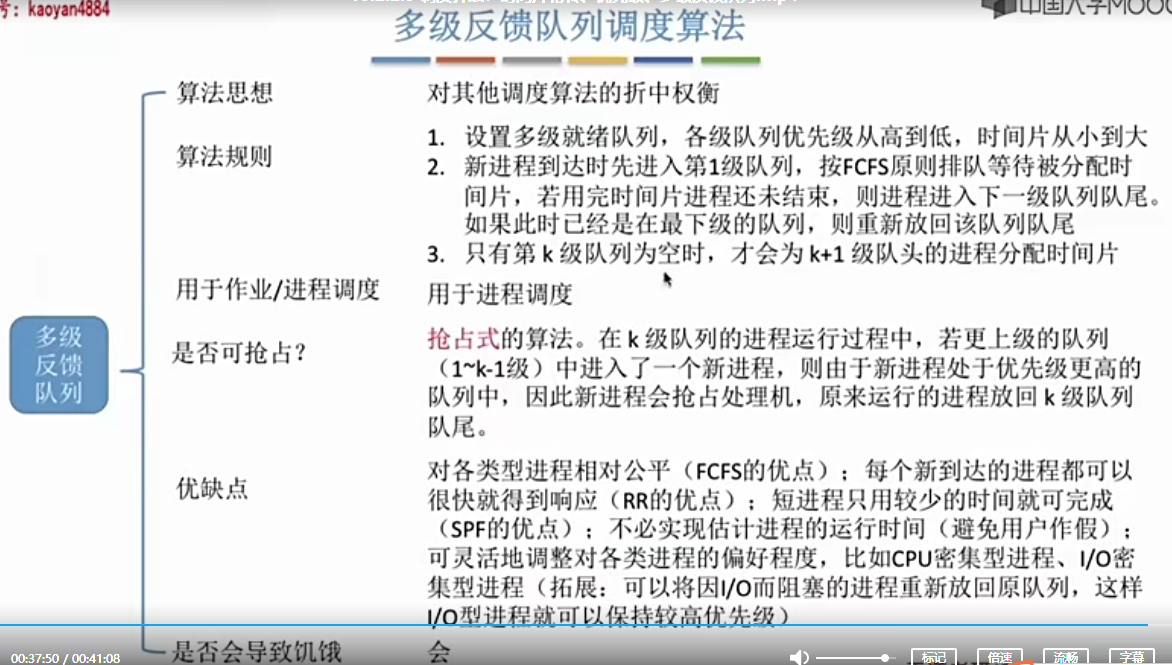 号：kaoyan4884
中国大学MOOC
多级反馈队列调度算法
算法思想
对其他调度算法的折中权衡
算法规则
1. 设置多级就绪队列，各级队列优先级从高到低，时间片从小到大
2. 新进程到达时先进入第1级队列，按FCFS原则排队等待被分配时
间片，若用完时间片进程还未结束，则进程进入下一级队列队尾。
如果此时已经是在最下级的队列，则重新放回该队列队尾
3. 只有第 k 级队列为空时，才会为 k+1 级队头的进程分配时间片
用于作业/进程调度
用于进程调度
多级
反馈
队列
是否可抢占？
抢占式的算法。在 k 级队列的进程运行过程中，若更上级的队列
（1~k-1级）中进入了一个新进程，则由于新进程处于优先级更高的
队列中，因此新进程会抢占处理机，原来运行的进程放回 k 级队列
队尾。
优缺点
对各类型进程相对公平（FCFS的优点）；每个新到达的进程都可以
很快就得到响应（RR的优点）；短进程只用较少的时间就可完成
（SPF的优点）；不必实现估计进程的运行时间（避免用户作假）；
可灵活地调整对各类进程的偏好程度，比如CPU密集型进程、I/O密
集型进程（拓展：可以将因I/O而阻塞的进程重新放回原队列，这样
I/O型进程就可以保持较高优先级）
是否会导致饥饿
会
00:37:50 / 00:41:08
标记
倍速
流畅
字幕